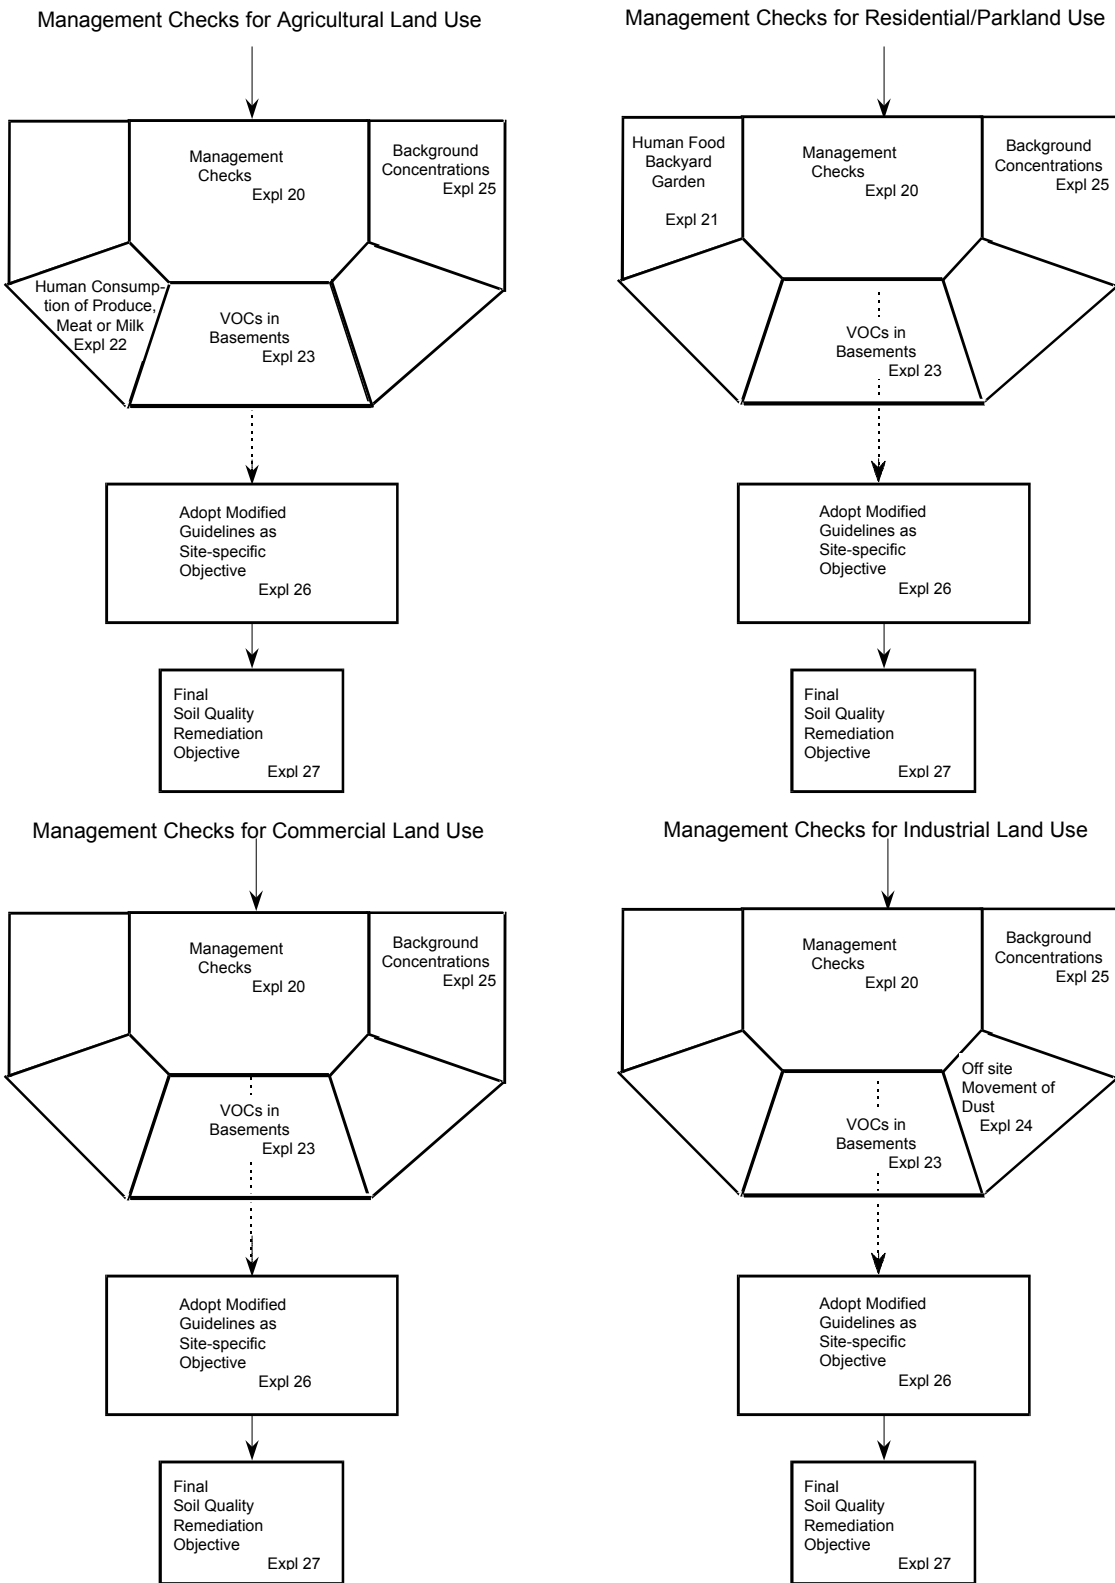 Management Checks for Agricultural Land Use
Management
Checks
Expl 20
Background
Concentrations
Expl 25
Human Consump-
tion of Produce,
Meat or Milk
Expl 22
VOCs in
Basements
Expl 23
Adopt Modified
Guidelines as
Site-specific
Objective
Expl 26
Final
Soil Quality
Remediation
Objective
Expl 27
Management Checks for Residential/Parkland Use
Human Food
Backyard
Garden
Expl 21
Management
Checks
Expl 20
Background
Concentrations
Expl 25
VOCs in
Basements
Expl 23
Adopt Modified
Guidelines as
Site-specific
Objective
Expl 26
Final
Soil Quality
Remediation
Objective
Expl 27
Management Checks for Commercial Land Use
Management
Checks
Expl 20
Background
Concentrations
Expl 25
VOCs in
Basements
Expl 23
Adopt Modified
Guidelines as
Site-specific
Objective
Expl 26
Final
Soil Quality
Remediation
Objective
Expl 27
Management Checks for Industrial Land Use
Management
Checks
Expl 20
Background
Concentrations
Expl 25
Off site
Movement of
Dust
Expl 24
VOCs in
Basements
Expl 23
Adopt Modified
Guidelines as
Site-specific
Objective
Expl 26
Final
Soil Quality
Remediation
Objective
Expl 27